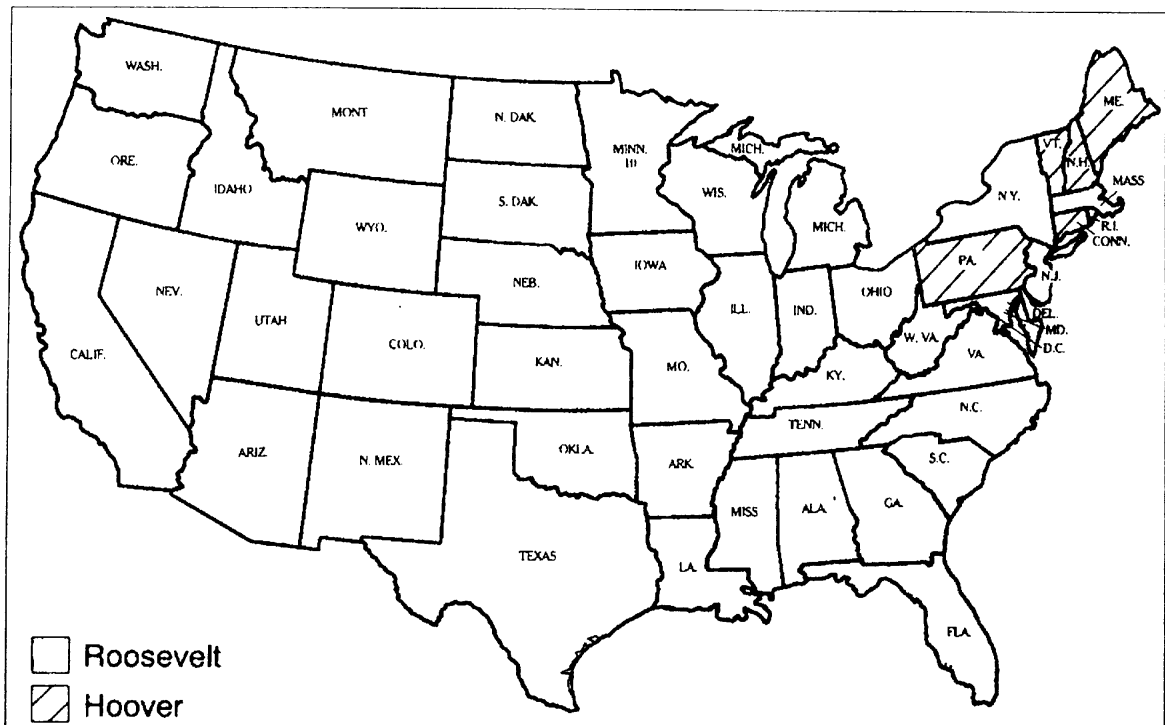 WASH.
ORE.
CALIF.
NEV.
IDAHO
MONT
WYO.
UTAH
COLO.
ARIZ
N. MEX.
N. DAK.
S. DAK.
NEB.
KAN.
OKLA.
TEXAS
MINN.
IOWA
MO.
ARK.
LA.
WIS.
MICH.
MICH.
ILL.
IND.
OHIO
KY.
TENN.
MISS
ALA.
GA.
FLA.
S.C.
N.C.
VA.
W. VA.
PA.
N.Y.
VT.
N.H.
ME.
MASS
R.I.
CONN.
N.J.
DEL.
MD.
D.C.
Roosevelt
Hoover